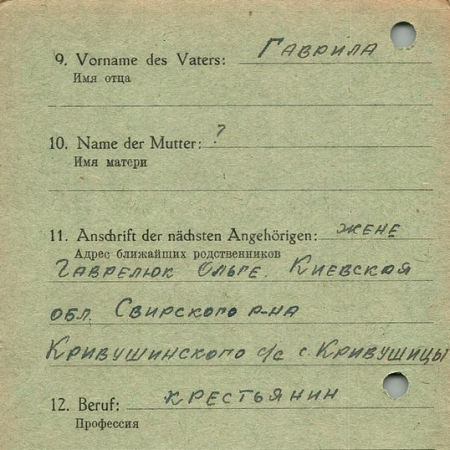 9. Vorname des Vaters: Гаврила
Имя отца
10. Name der Mutter: ?
Имя матери
11. Anschrift der nächsten Angehörigen: жене
Адрес ближайших родственников
Гаврелюк Ольге. Киевская
обл. Свирского р-на
Кривушинского с/с с. Кривушицы
12. Beruf: крестьянин
Профессия